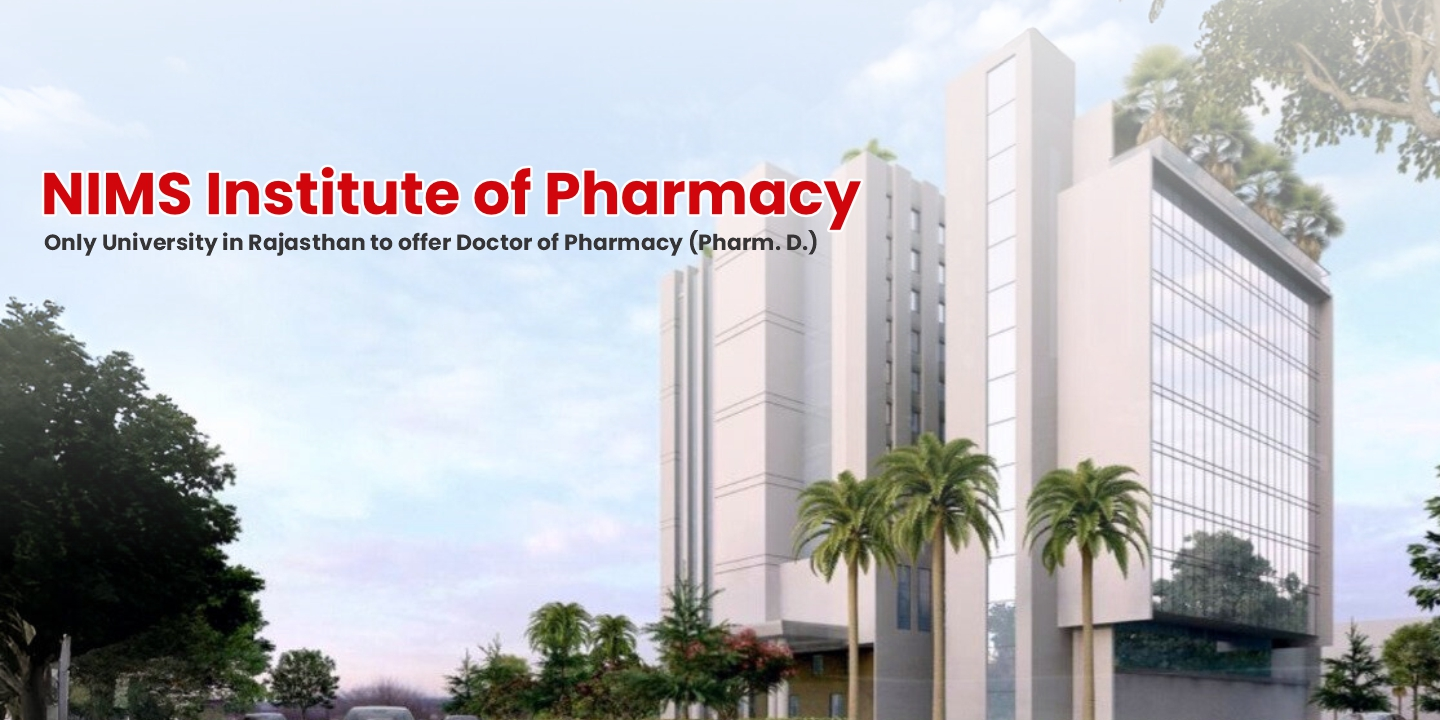 NIMS Institute of Pharmacy
Only University in Rajasthan to offer Doctor of Pharmacy (Pharm. D.)